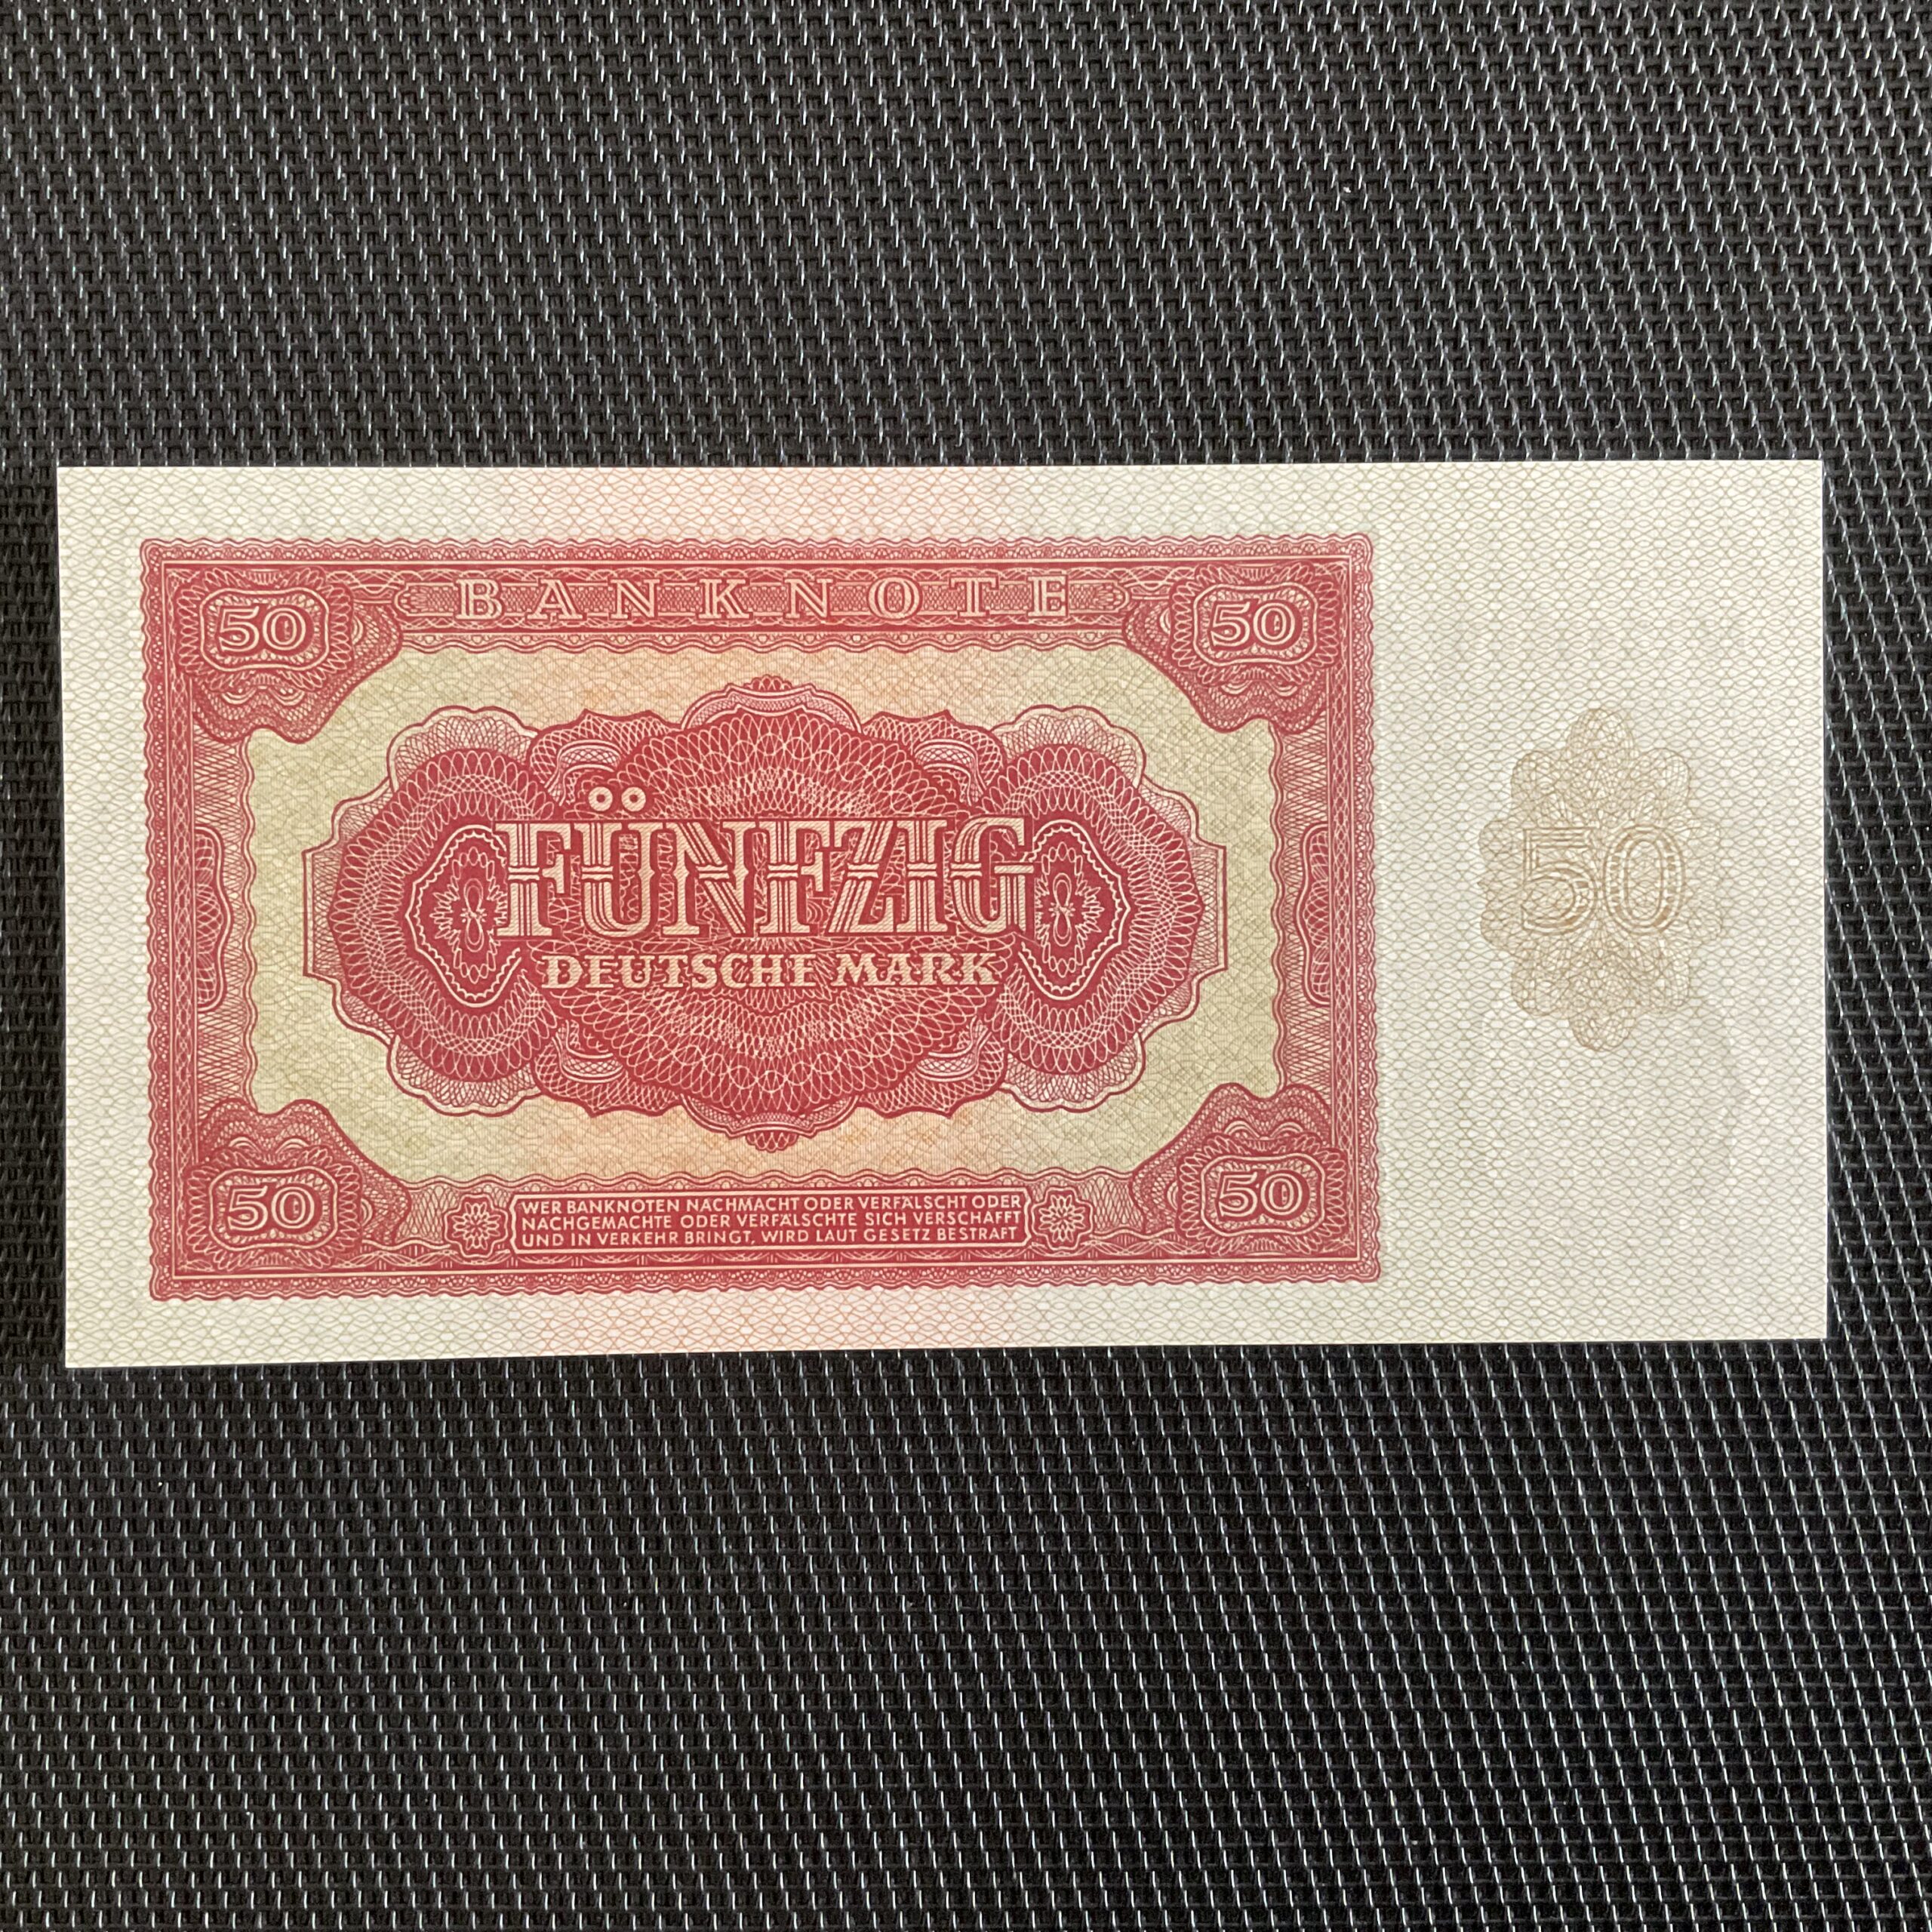 BANKNOTE
50
50
FÜNFZIG
DEUTSCHE MARK
50
50
50
WER BANKNOTEN NACHMACHT ODER VERFÄLSCHT ODER
NACHGEMACHTE ODER VERFÄLSCHTE SICH VERSCHAFFT
UND IN VERKEHR BRINGT, WIRD LAUT GESETZ BESTRAFT